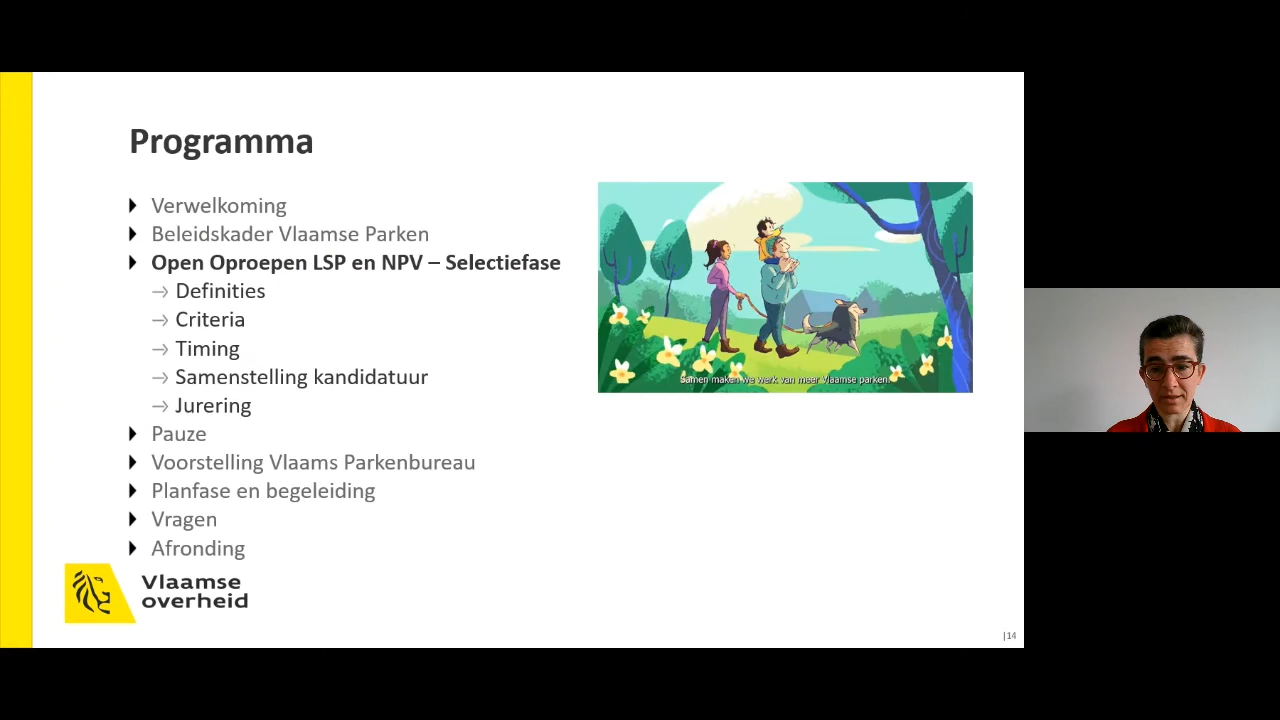 Programma
Verwelkoming
Beleidskader Vlaamse Parken
Open Oproepen LSP en NPV – Selectiefase
Definities
Criteria
Timing
Samenstelling kandidatuur
Jurering
Pauze
Voorstelling Vlaams Parkenbureau
Planfase en begeleiding
Vragen
Afronding
Samen maken we werk van meer Vlaamse parken.
Vlaamse
overheid
|14